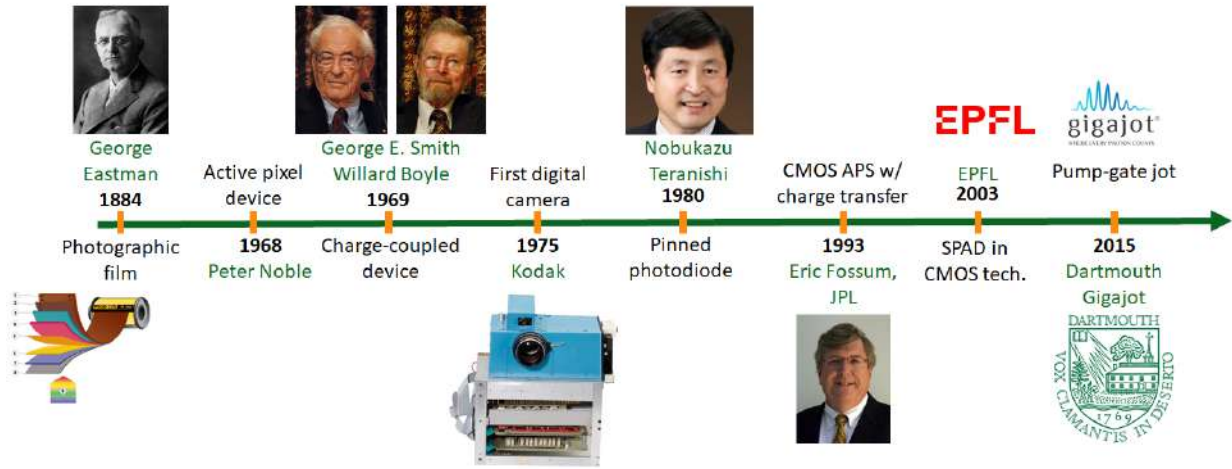 George
Eastman
1884
Photographic
film
Active pixel
device
1968
Peter Noble
George E. Smith
Willard Boyle
1969
Charge-coupled
device
First digital
camera
1975
Kodak
Nobukazu
Teranishi
1980
Pinned
photodiode
CMOS APS w/
charge transfer
1993
Eric Fossum,
JPL
EPFL
EPFL
2003
SPAD in
CMOS tech.
gigajot
Pump-gate jot
2015
Dartmouth
Gigajot
DARTMOUTH
VOX CLAMANTIS IN DESERTO
1769